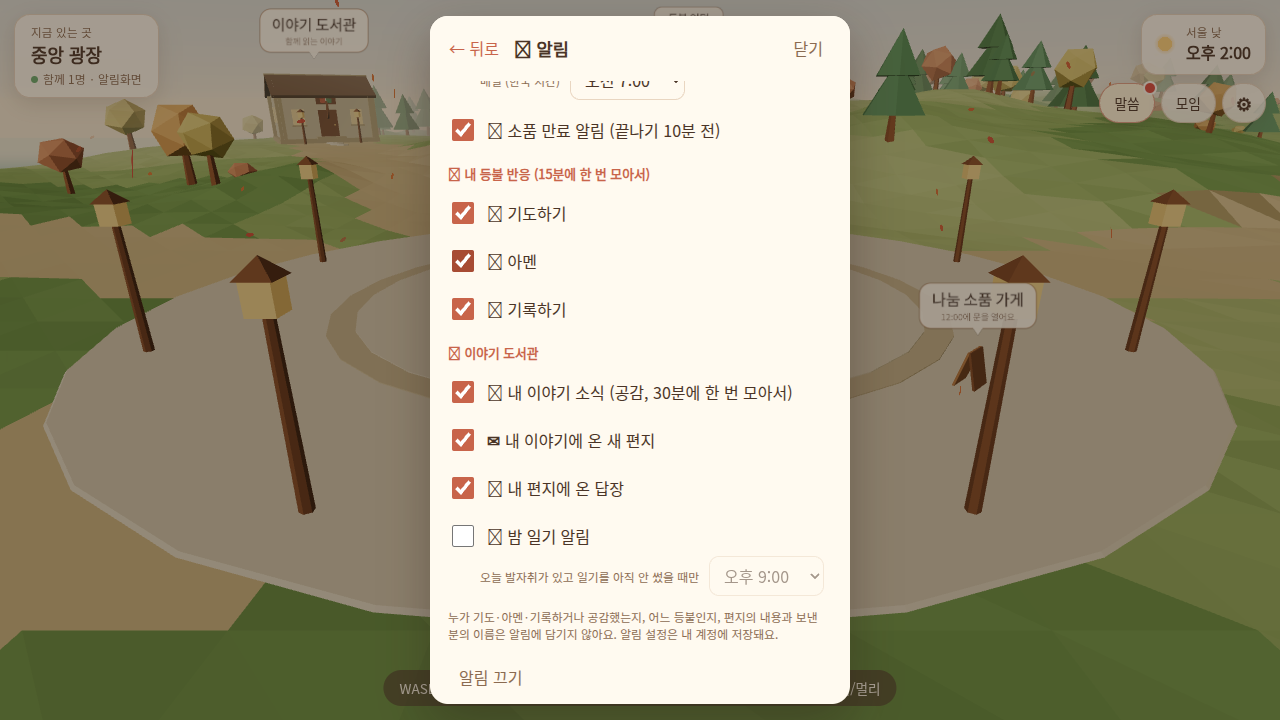 지금 있는 곳
중앙 광장
함께 1명 · 알림화면
이야기 도서관
함께 읽는 이야기
서울 낮
오후 2:00
말씀
모임
나눔 소품 가게
12:00에 문을 열어요
← 뒤로
알림
닫기
매일 (한국 시간)
오전 7:00
소품 만료 알림 (끝나기 10분 전)
내 등불 반응 (15분에 한 번 모아서)
기도하기
아멘
기록하기
이야기 도서관
내 이야기 소식 (공감, 30분에 한 번 모아서)
✉ 내 이야기에 온 새 편지
내 편지에 온 답장
밤 일기 알림
오늘 발자취가 있고 일기를 아직 안 썼을 때만
오후 9:00
누가 기도·아멘·기록하거나 공감했는지, 어느 등불인지, 편지의 내용과 보낸
분의 이름은 알림에 담기지 않아요. 알림 설정은 내 계정에 저장돼요.
알림 끄기
/멀리